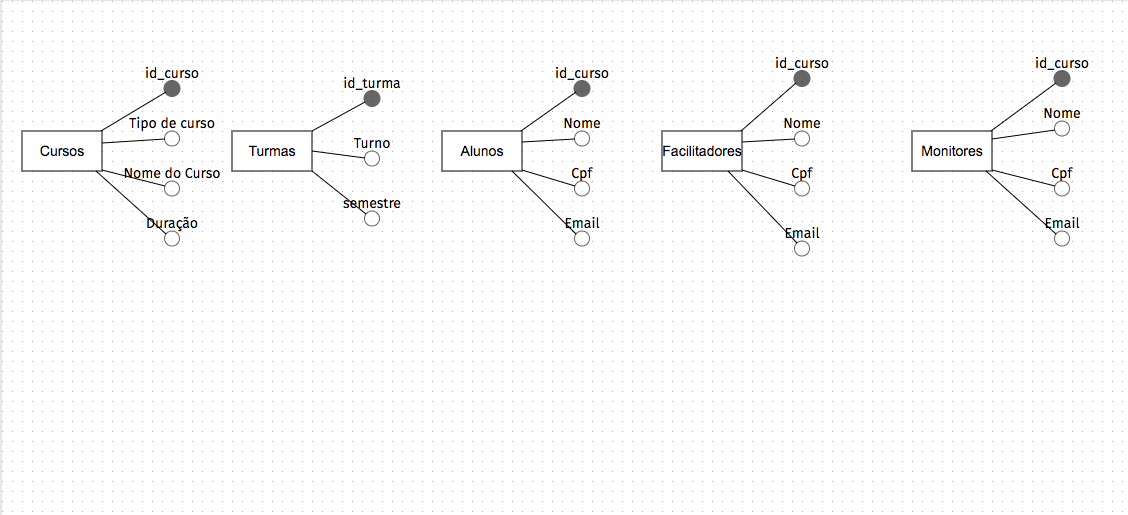 id_curso
Tipo de curso
Cursos
Nome do Curso
Duração
id_turma
Turno
Turmas
semestre
id_curso
Nome
Alunos
Cpf
Email
id_curso
Nome
Facilitadores
Cpf
Email
id_curso
Nome
Monitores
Cpf
Email